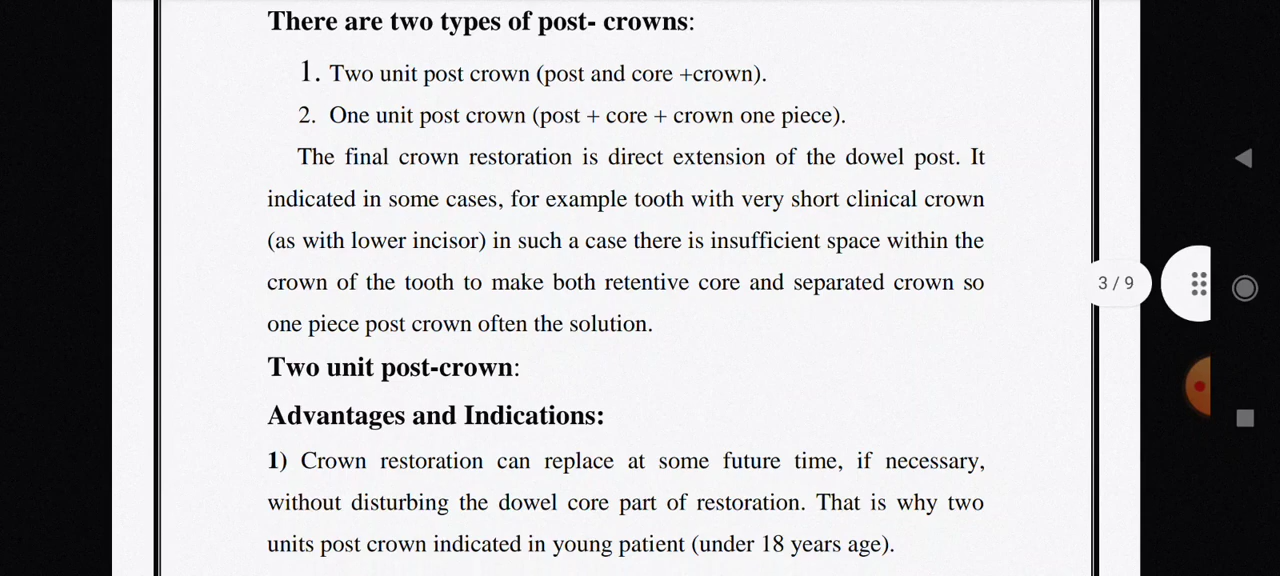 There are two types of post- crowns:
1. Two unit post crown (post and core +crown).
2. One unit post crown (post + core + crown one piece).
The final crown restoration is direct extension of the dowel post. It
indicated in some cases, for example tooth with very short clinical crown
(as with lower incisor) in such a case there is insufficient space within the
crown of the tooth to make both retentive core and separated crown so
one piece post crown often the solution.
Two unit post-crown:
Advantages and Indications:
1) Crown restoration can replace at some future time, if necessary,
without disturbing the dowel core part of restoration. That is why two
units post crown indicated in young patient (under 18 years age).
3 / 9